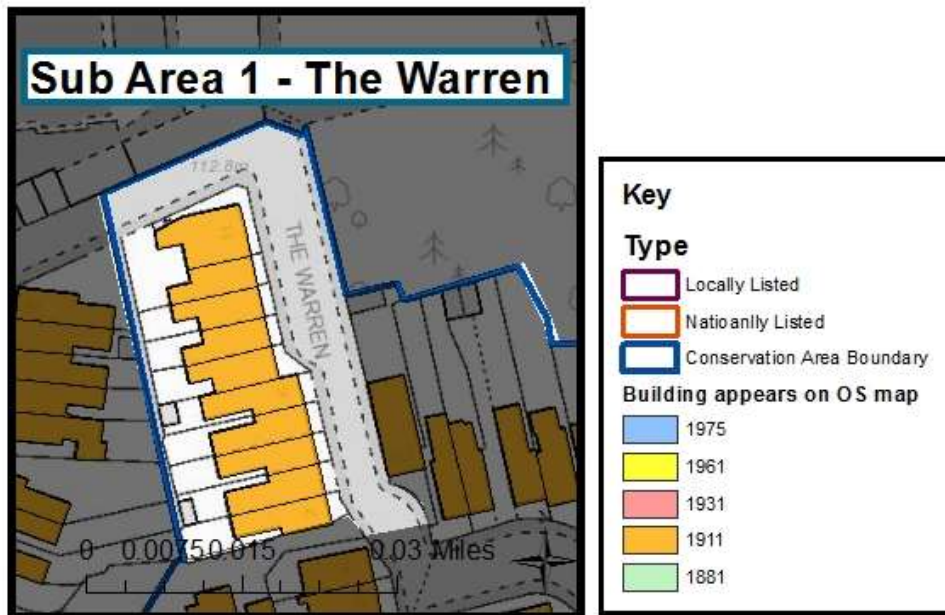 Sub Area 1 - The Warren
112.8m
THE WARREN
0 0.0075 0.015 0.03 Miles
Key
Type
Locally Listed
Natioanlly Listed
Conservation Area Boundary
Building appears on OS map
1975
1961
1931
1911
1881